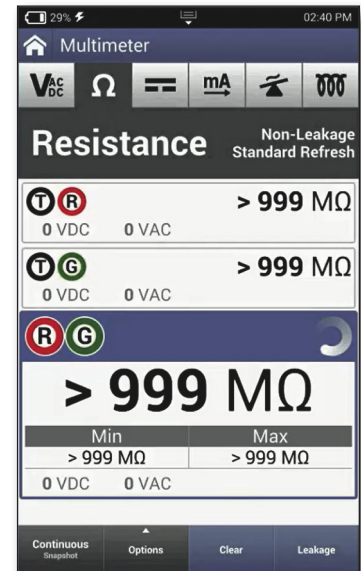 29%
02:40 PM
Multimeter
V AC DC
Ω
mA
Resistance
Non-Leakage
Standard Refresh
T R
> 999 MΩ
0 VDC 0 VAC
T G
> 999 MΩ
0 VDC 0 VAC
R G
> 999 MΩ
Min Max
> 999 MΩ > 999 MΩ
0 VDC 0 VAC
Continuous
Snapshot
Options
Clear
Leakage